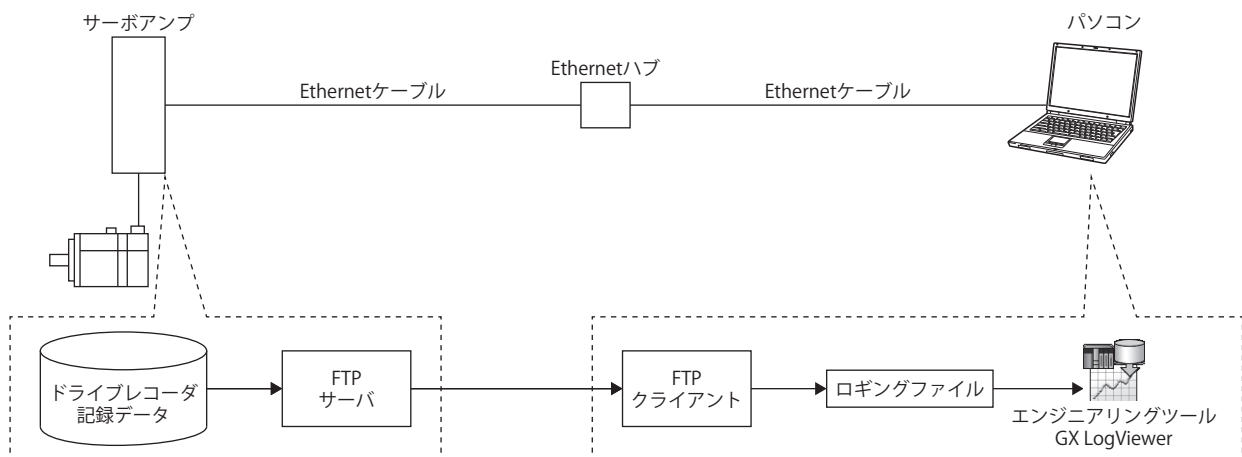 サーボアンプ
パソコン
Ethernetハブ
Ethernetケーブル
Ethernetケーブル
ドライブレコーダ
記録データ
FTP
サーバ
FTP
クライアント
ロギングファイル
エンジニアリングツール
GX LogViewer